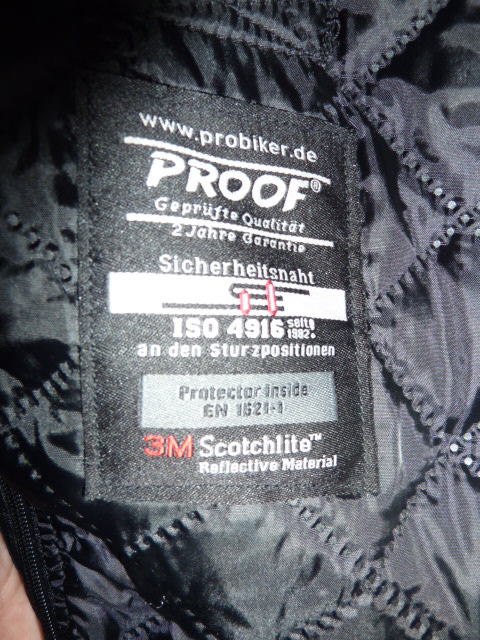 www.probiker.de
PROOF®
Geprüfte Qualität
2 Jahre Garantie
Sicherheitsnaht
ISO 4916 seit 1982.
an den Sturzpositionen
Protector inside
EN 1621-1
3M Scotchlite™
Reflective Material